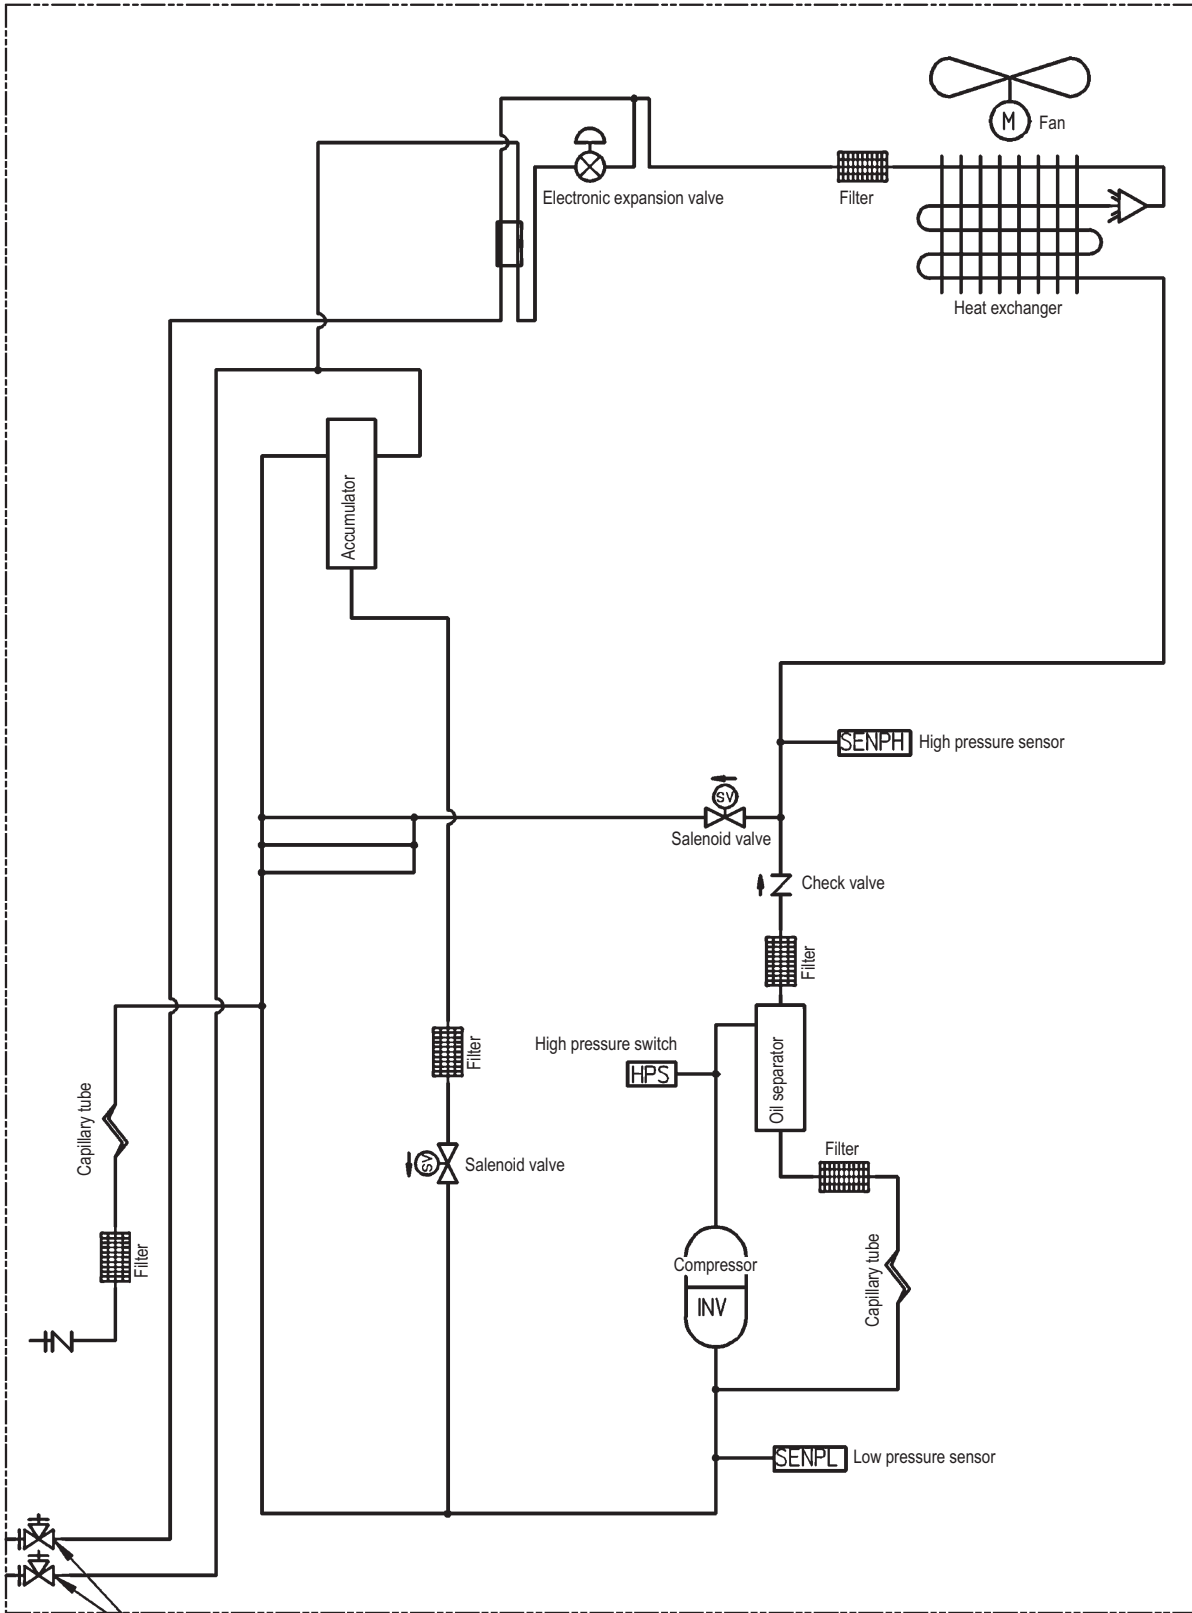 M
Fan
Electronic expansion valve
Filter
Heat exchanger
Accumulator
SENPH
High pressure sensor
SV
Salenoid valve
Check valve
Filter
High pressure switch
HPS
Oil separator
Filter
Capillary tube
SV
Salenoid valve
Filter
Filter
Compressor
INV
Capillary tube
SENPL
Low pressure sensor